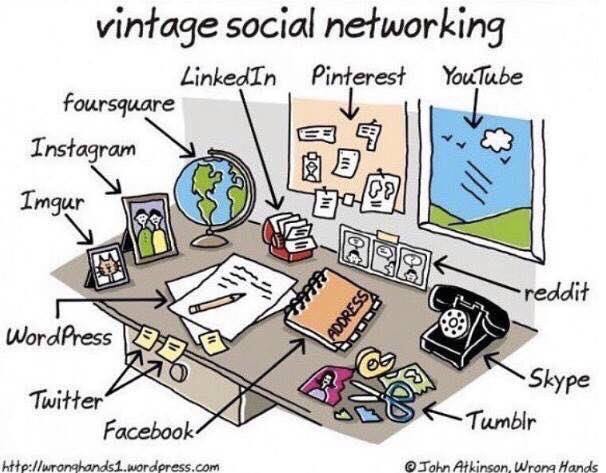 vintage social networking
LinkedIn Pinterest YouTube
foursquare
Instagram
Imgur
reddit
ADDRESS
WordPress
Skype
Twitter
Tumblr
Facebook
http://wronghands1.wordpress.com
© John Atkinson, Wrong Hands